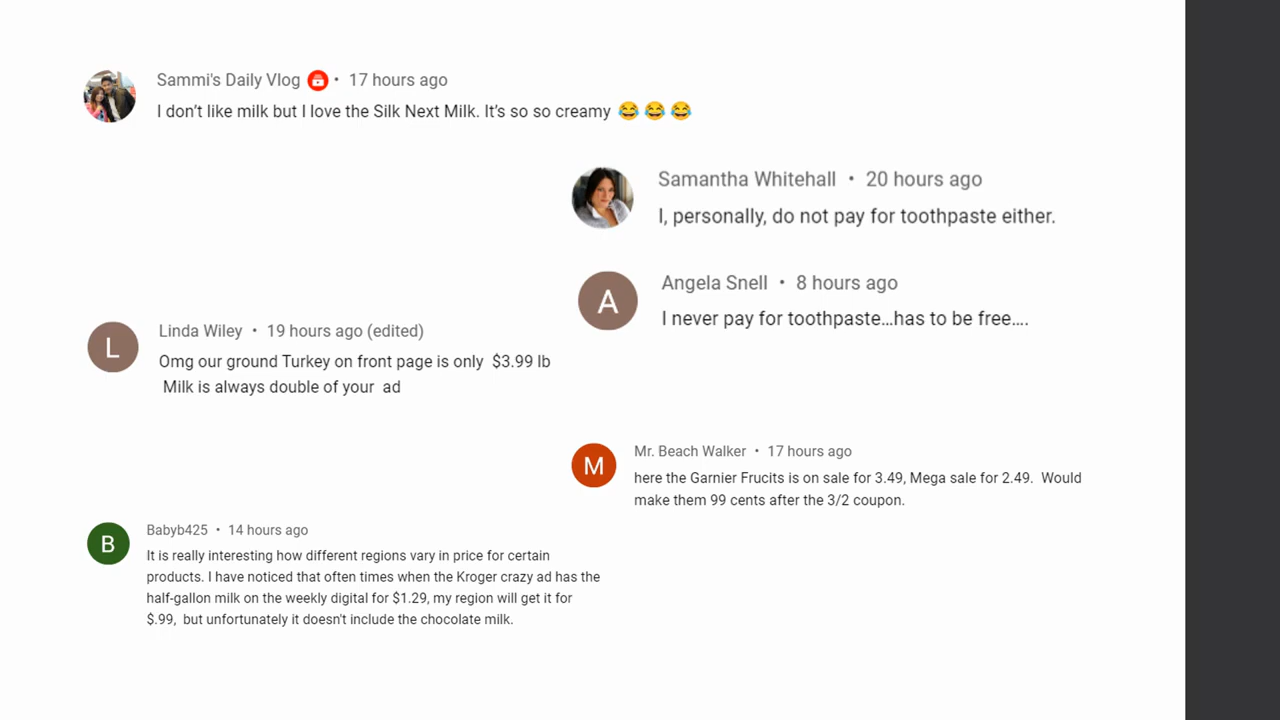 Sammi's Daily Vlog • 17 hours ago
I don’t like milk but I love the Silk Next Milk. It’s so so creamy 😂 😂 😂
Samantha Whitehall • 20 hours ago
I, personally, do not pay for toothpaste either.
A
Angela Snell • 8 hours ago
I never pay for toothpaste…has to be free….
L
Linda Wiley • 19 hours ago (edited)
Omg our ground Turkey on front page is only $3.99 lb
Milk is always double of your ad
M
Mr. Beach Walker • 17 hours ago
here the Garnier Frucits is on sale for 3.49, Mega sale for 2.49. Would
make them 99 cents after the 3/2 coupon.
B
Babyb425 • 14 hours ago
It is really interesting how different regions vary in price for certain
products. I have noticed that often times when the Kroger crazy ad has the
half-gallon milk on the weekly digital for $1.29, my region will get it for
$.99, but unfortunately it doesn't include the chocolate milk.